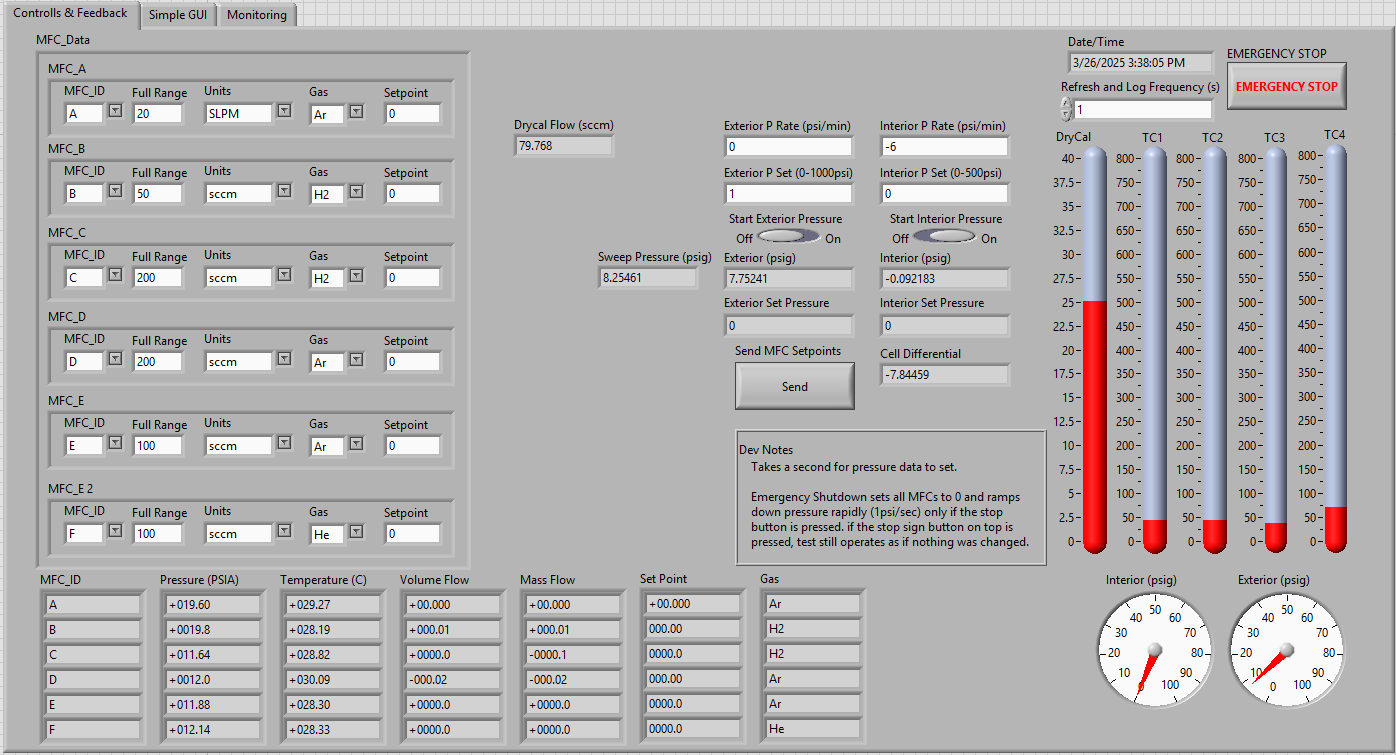 Controlls & Feedback Simple GUI Monitoring
MFC_Data
MFC_A
MFC_ID Full Range Units Gas Setpoint
A 20 SLPM Ar 0
MFC_B
MFC_ID Full Range Units Gas Setpoint
B 50 sccm H2 0
MFC_C
MFC_ID Full Range Units Gas Setpoint
C 200 sccm H2 0
MFC_D
MFC_ID Full Range Units Gas Setpoint
D 200 sccm Ar 0
MFC_E
MFC_ID Full Range Units Gas Setpoint
E 100 sccm Ar 0
MFC_E 2
MFC_ID Full Range Units Gas Setpoint
F 100 sccm He 0
Drycal Flow (sccm)
79.768
Sweep Pressure (psig)
8.25461
Exterior P Rate (psi/min) Interior P Rate (psi/min)
0 -6
Exterior P Set (0-1000psi) Interior P Set (0-500psi)
1 0
Start Exterior Pressure Start Interior Pressure
Off On Off On
Exterior (psig) Interior (psig)
7.75241 -0.092183
Exterior Set Pressure Interior Set Pressure
0 0
Send MFC Setpoints Cell Differential
Send -7.84459
Dev Notes
Takes a second for pressure data to set.
Emergency Shutdown sets all MFCs to 0 and ramps
down pressure rapidly (1psi/sec) only if the stop
button is pressed. if the stop sign button on top is
pressed, test still operates as if nothing was changed.
Date/Time
3/26/2025 3:38:05 PM
Refresh and Log Frequency (s)
1
EMERGENCY STOP
EMERGENCY STOP
DryCal TC1 TC2 TC3 TC4
40 800 800 800 800
37.5 750 750 750 750
35 700 700 700 700
32.5 650 650 650 650
30 600 600 600 600
27.5 550 550 550 550
25 500 500 500 500
22.5 450 450 450 450
20 400 400 400 400
17.5 350 350 350 350
15 300 300 300 300
12.5 250 250 250 250
10 200 200 200 200
7.5 150 150 150 150
5 100 100 100 100
2.5 50 50 50 50
0 0 0 0 0
MFC_ID Pressure (PSIA) Temperature (C) Volume Flow Mass Flow Set Point Gas
A +019.60 +029.27 +00.000 +00.000 +00.000 Ar
B +0019.8 +028.19 +000.01 +000.01 000.00 H2
C +011.64 +028.82 +0000.0 -0000.1 0000.0 H2
D +0012.0 +030.09 -000.02 -000.02 000.00 Ar
E +011.88 +028.30 +0000.0 +0000.0 0000.0 Ar
F +012.14 +028.33 +0000.0 +0000.0 0000.0 He
Interior (psig)
0 10 20 30 40 50 60 70 80 90 100
Exterior (psig)
0 10 20 30 40 50 60 70 80 90 100